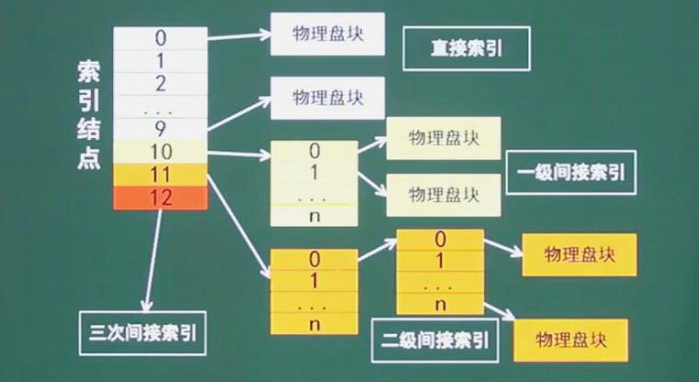 索引结点
0
1
2
...
9
10
11
12
物理盘块
物理盘块
直接索引
0
1
...
n
物理盘块
物理盘块
一级间接索引
0
1
...
n
0
1
...
n
物理盘块
物理盘块
二级间接索引
三次间接索引